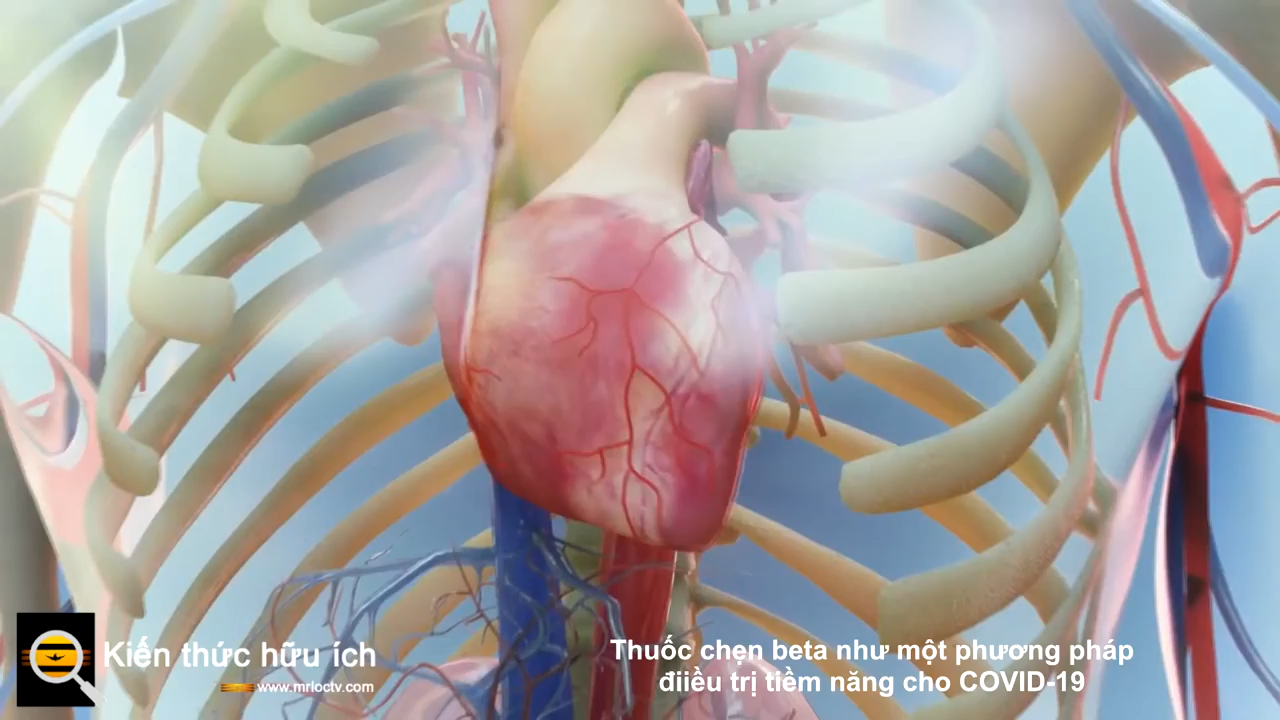 Kiến thức hữu ích
www.mrloctv.com
Thuốc chẹn beta như một phương pháp
điiều trị tiềm năng cho COVID-19